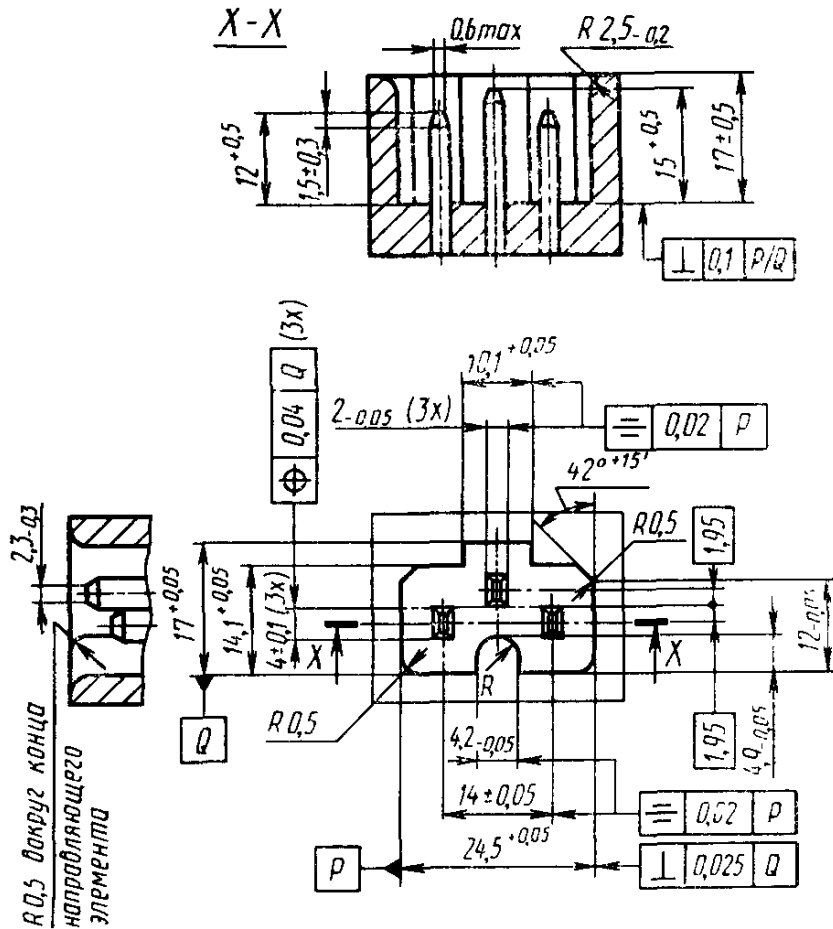 X-X
0,6max
R 2,5-0,2
12+0,5
1,5±0,3
15+0,5
17±0,5
⊥ 0,1 P/Q
⌖ 0,04 Q (3x)
10,1+0,05
2-0,05 (3x)
⌯ 0,02 P
42°+15'
R0,5
1,95
2,3-0,3
17+0,05
14,1+0,05
4±0,1 (3x)
X
X
12-0,05
Q
R0,5
R
4,2-0,05
1,95
4,9-0,05
14±0,05
⌯ 0,02 P
P
24,5+0,05
⊥ 0,025 Q
R0,5 вокруг конца
направляющего
элемента